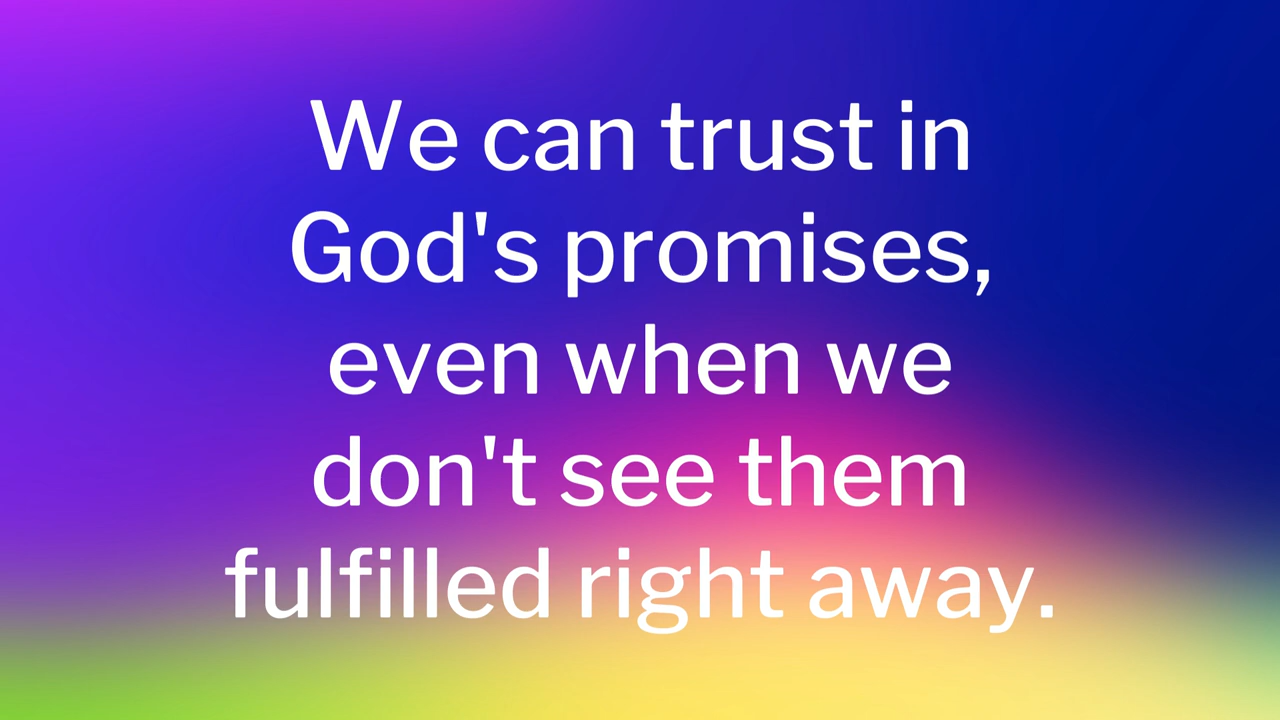 We can trust in
God's promises,
even when we
don't see them
fulfilled right away.